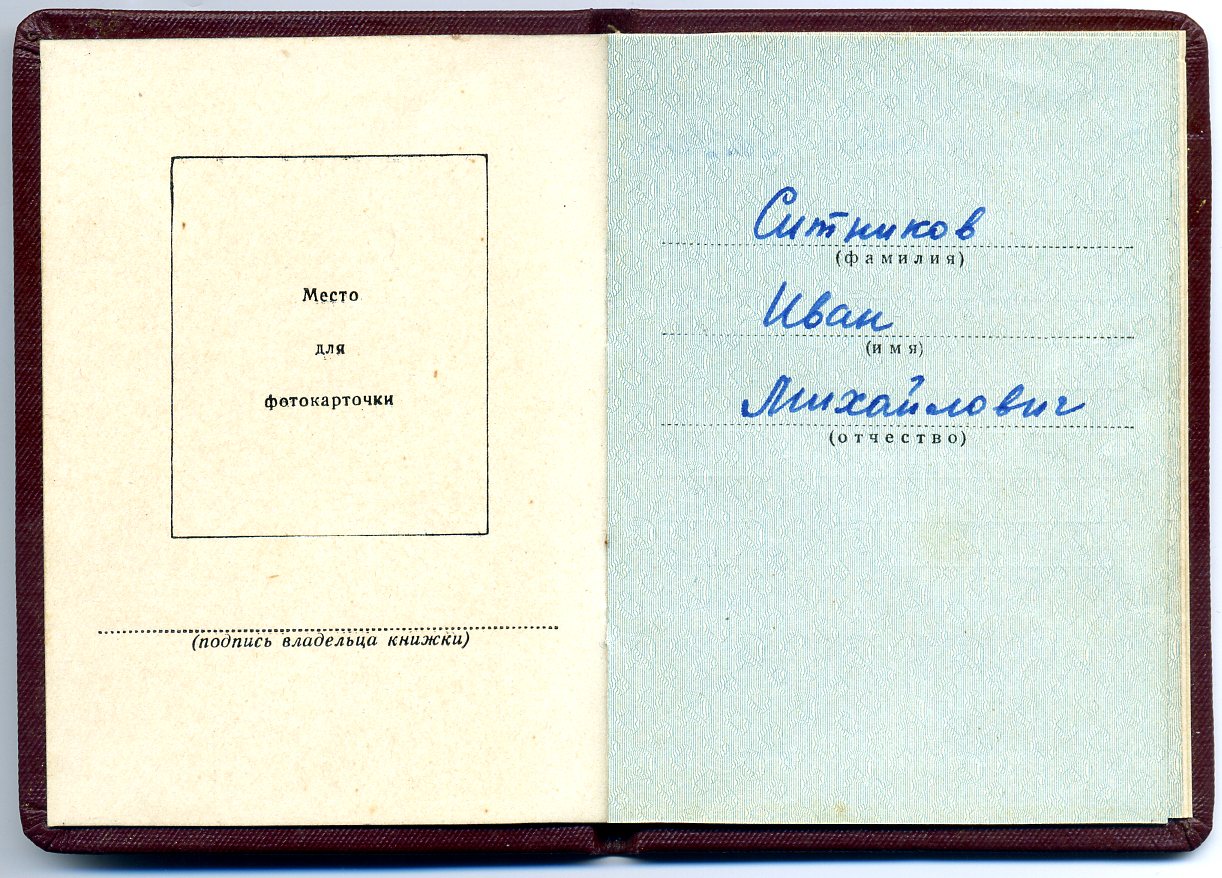 Место
для
фотокарточки
(подпись владельца книжки)
Ситников
(фамилия)
Иван
(имя)
Михайлович
(отчество)